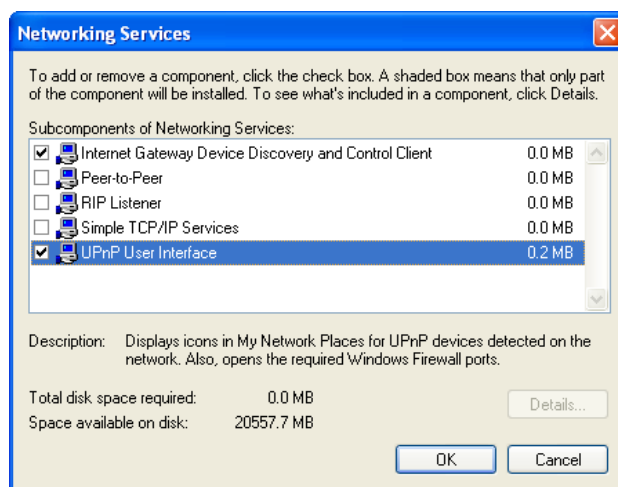 Networking Services
To add or remove a component, click the check box. A shaded box means that only part
of the component will be installed. To see what's included in a component, click Details.
Subcomponents of Networking Services:
Internet Gateway Device Discovery and Control Client 0.0 MB
Peer-to-Peer 0.0 MB
RIP Listener 0.0 MB
Simple TCP/IP Services 0.0 MB
UPnP User Interface 0.2 MB
Description: Displays icons in My Network Places for UPnP devices detected on the
network. Also, opens the required Windows Firewall ports.
Total disk space required: 0.0 MB
Space available on disk: 20557.7 MB
Details...
OK Cancel